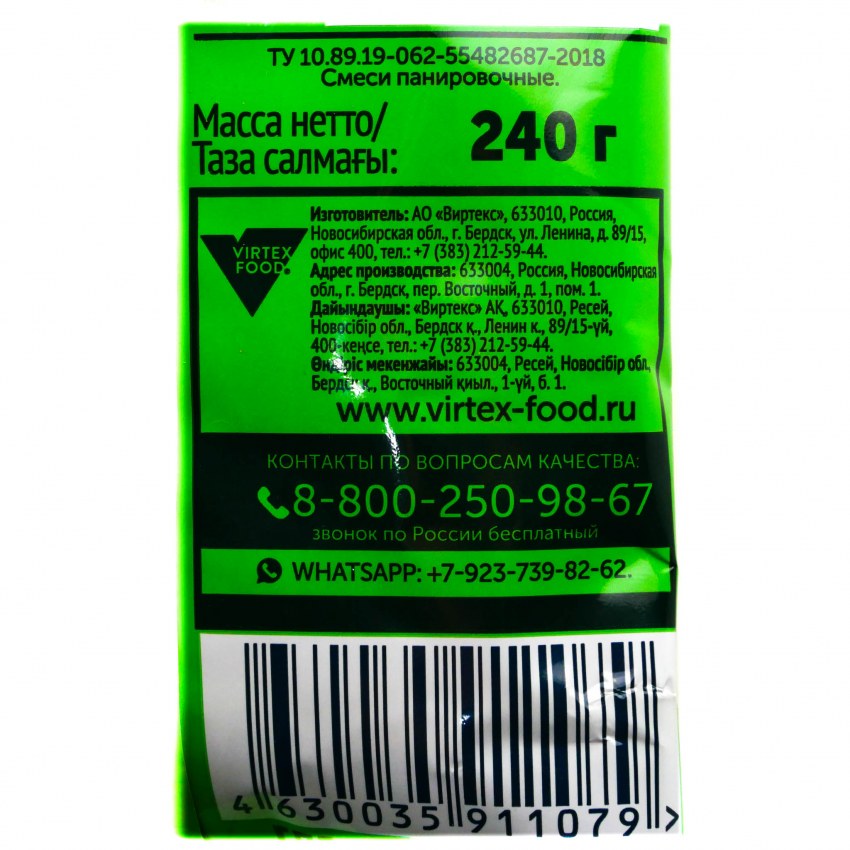 ТУ 10.89.19-062-55482687-2018
Смеси панировочные.
Масса нетто/
Таза салмағы:
240 г
VIRTEX
FOOD®
Изготовитель: АО «Виртекс», 633010, Россия,
Новосибирская обл., г. Бердск, ул. Ленина, д. 89/15,
офис 400, тел.: +7 (383) 212-59-44.
Адрес производства: 633004, Россия, Новосибирская
обл., г. Бердск, пер. Восточный, д. 1, пом. 1.
Дайындаушы: «Виртекс» АҚ, 633010, Ресей,
Новосібір обл., Бердск қ., Ленин к., 89/15-үй,
400-кеңсе, тел.: +7 (383) 212-59-44.
Өндіріс мекенжайы: 633004, Ресей, Новосібір обл.,
Бердск қ., Восточный қиыл., 1-үй, б. 1.
www.virtex-food.ru
КОНТАКТЫ ПО ВОПРОСАМ КАЧЕСТВА:
8-800-250-98-67
звонок по России бесплатный
WHATSAPP: +7-923-739-82-62.
4 630035 911079 >